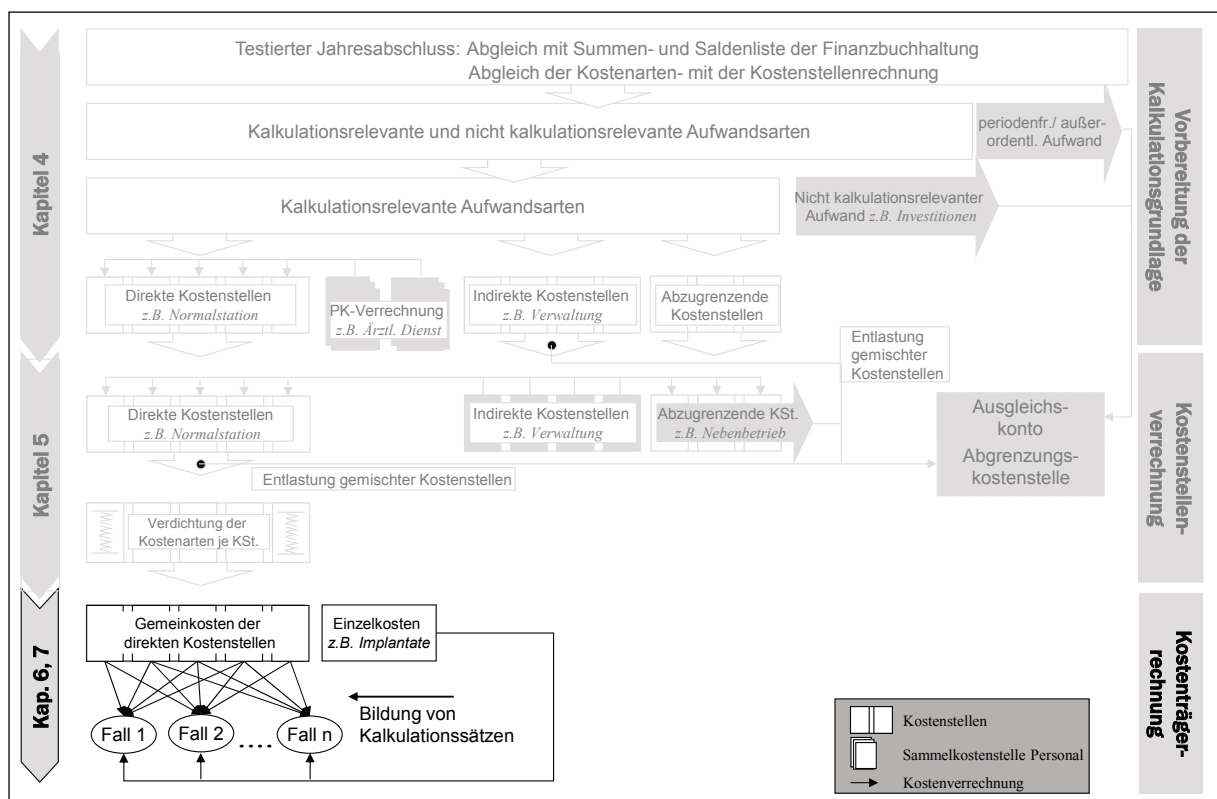 Testierter Jahresabschluss: Abgleich mit Summen- und Saldenliste der Finanzbuchhaltung
Abgleich der Kostenarten- mit der Kostenstellenrechnung
Kalkulationsrelevante und nicht kalkulationsrelevante Aufwandsarten
periodenfr./ außer-
ordentl. Aufwand
Kalkulationsrelevante Aufwandsarten
Nicht kalkulationsrelevanter
Aufwand z.B. Investitionen
Kapitel 4
Vorbereitung der
Kalkulationsgrundlage
Direkte Kostenstellen
z.B. Normalstation
PK-Verrechnung
z.B. Ärztl. Dienst
Indirekte Kostenstellen
z.B. Verwaltung
Abzugrenzende
Kostenstellen
Entlastung
gemischter
Kostenstellen
Kapitel 5
Kostenstellen-
verrechnung
Direkte Kostenstellen
z.B. Normalstation
Indirekte Kostenstellen
z.B. Verwaltung
Abzugrenzende KSt.
z.B. Nebenbetrieb
Ausgleichs-
konto
Abgrenzungs-
kostenstelle
Entlastung gemischter Kostenstellen
Verdichtung der
Kostenarten je KSt.
Kap. 6, 7
Kostenträger-
rechnung
Gemeinkosten der
direkten Kostenstellen
Einzelkosten
z.B. Implantate
Bildung von
Kalkulationssätzen
Fall 1
Fall 2
....
Fall n
Kostenstellen
Sammelkostenstelle Personal
Kostenverrechnung